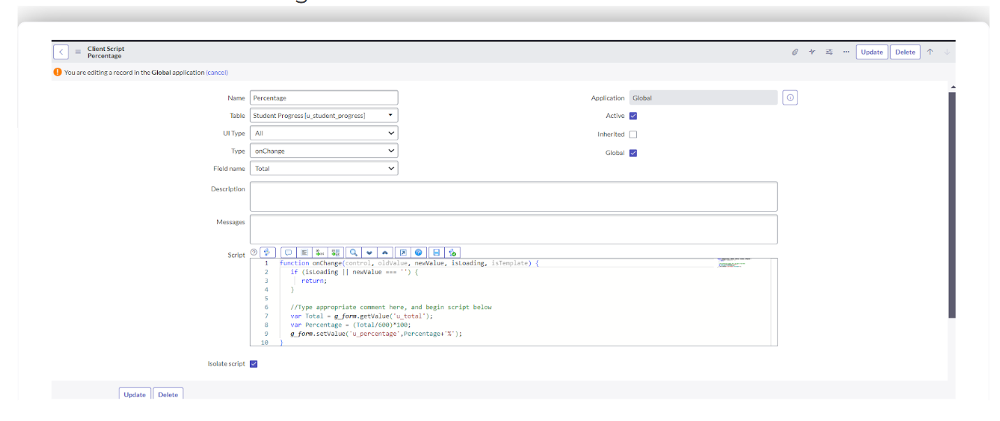 Client Script
Percentage
Update Delete
You are editing a record in the Global application (cancel)
Name Percentage
Application Global
Table Student Progress [u_student_progress]
Active
UI Type All
Inherited
Type onChange
Global
Field name Total
Description
Messages
Script
1 function onChange(control, oldValue, newValue, isLoading, isTemplate) {
2 if (isLoading || newValue === '') {
3 return;
4 }
5
6 //Type appropriate comment here, and begin script below
7 var Total = g_form.getValue('u_total');
8 var Percentage = (Total/600)*100;
9 g_form.setValue('u_percentage',Percentage+'%');
10 }
Isolate script
Update Delete